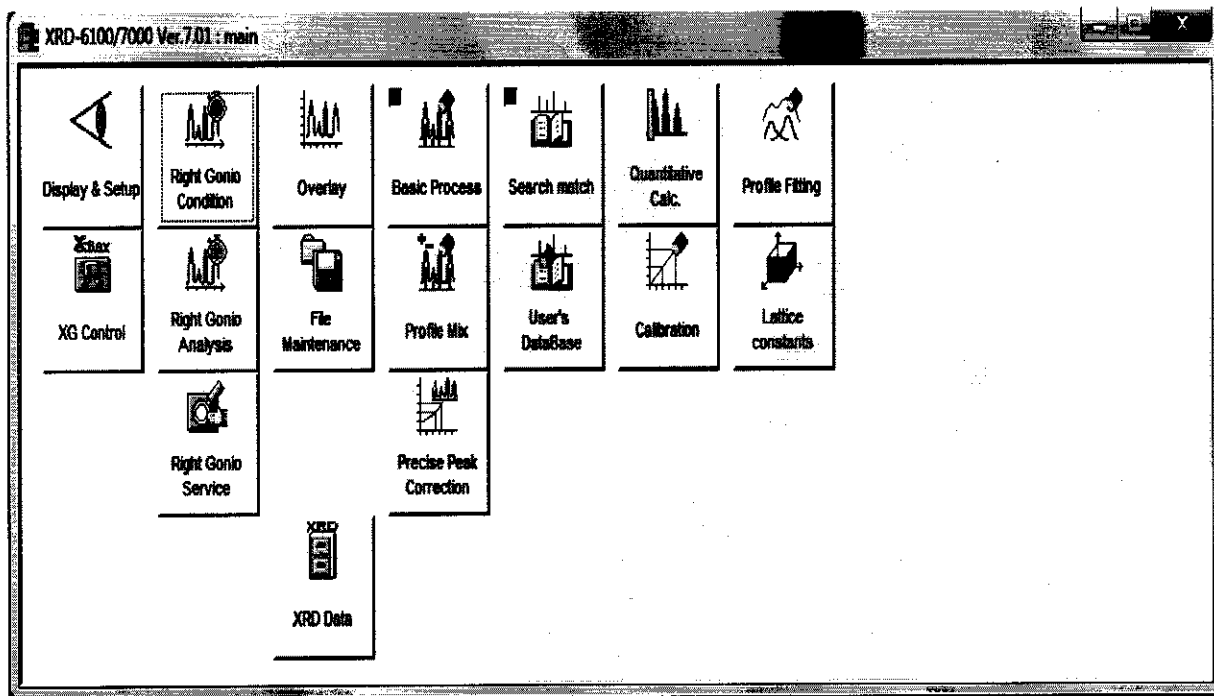 XRD-6100/7000 Ver.7.01 : main
Display & Setup
Right Gonio
Condition
Overlay
Basic Process
Search match
Quantitative
Calc.
Profile Fitting
XG Control
Right Gonio
Analysis
File
Maintenance
Profile Mix
User's
DataBase
Calibration
Lattice
constants
Right Gonio
Service
Precise Peak
Correction
XRD
XRD Data